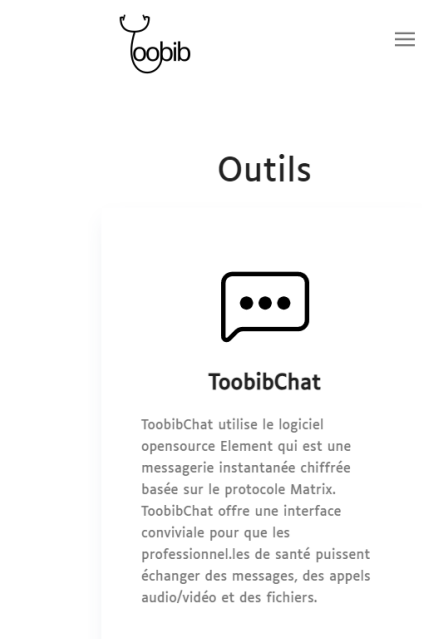 Toobib
Outils
ToobibChat
ToobibChat utilise le logiciel
opensource Element qui est une
messagerie instantanée chiffrée
basée sur le protocole Matrix.
ToobibChat offre une interface
conviviale pour que les
professionnel.les de santé puissent
échanger des messages, des appels
audio/vidéo et des fichiers.